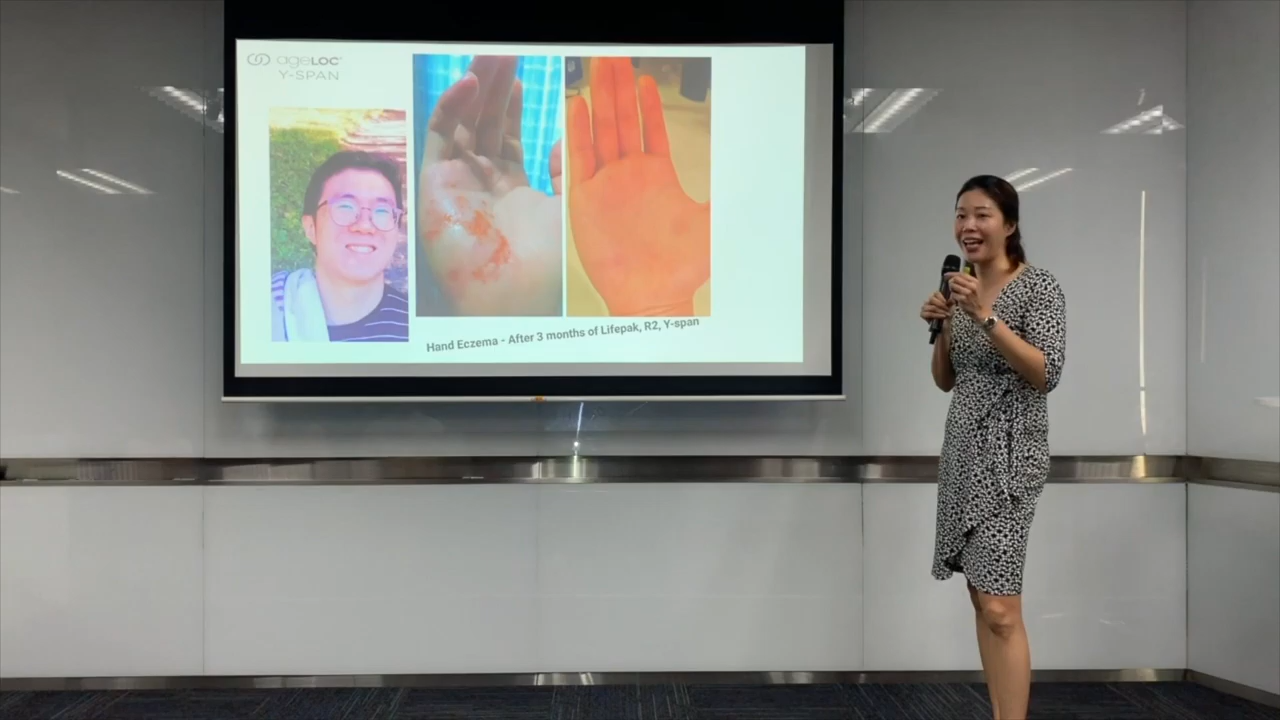 ageLOC
Y-SPAN
Hand Eczema - After 3 months of Lifepak, R2, Y-span